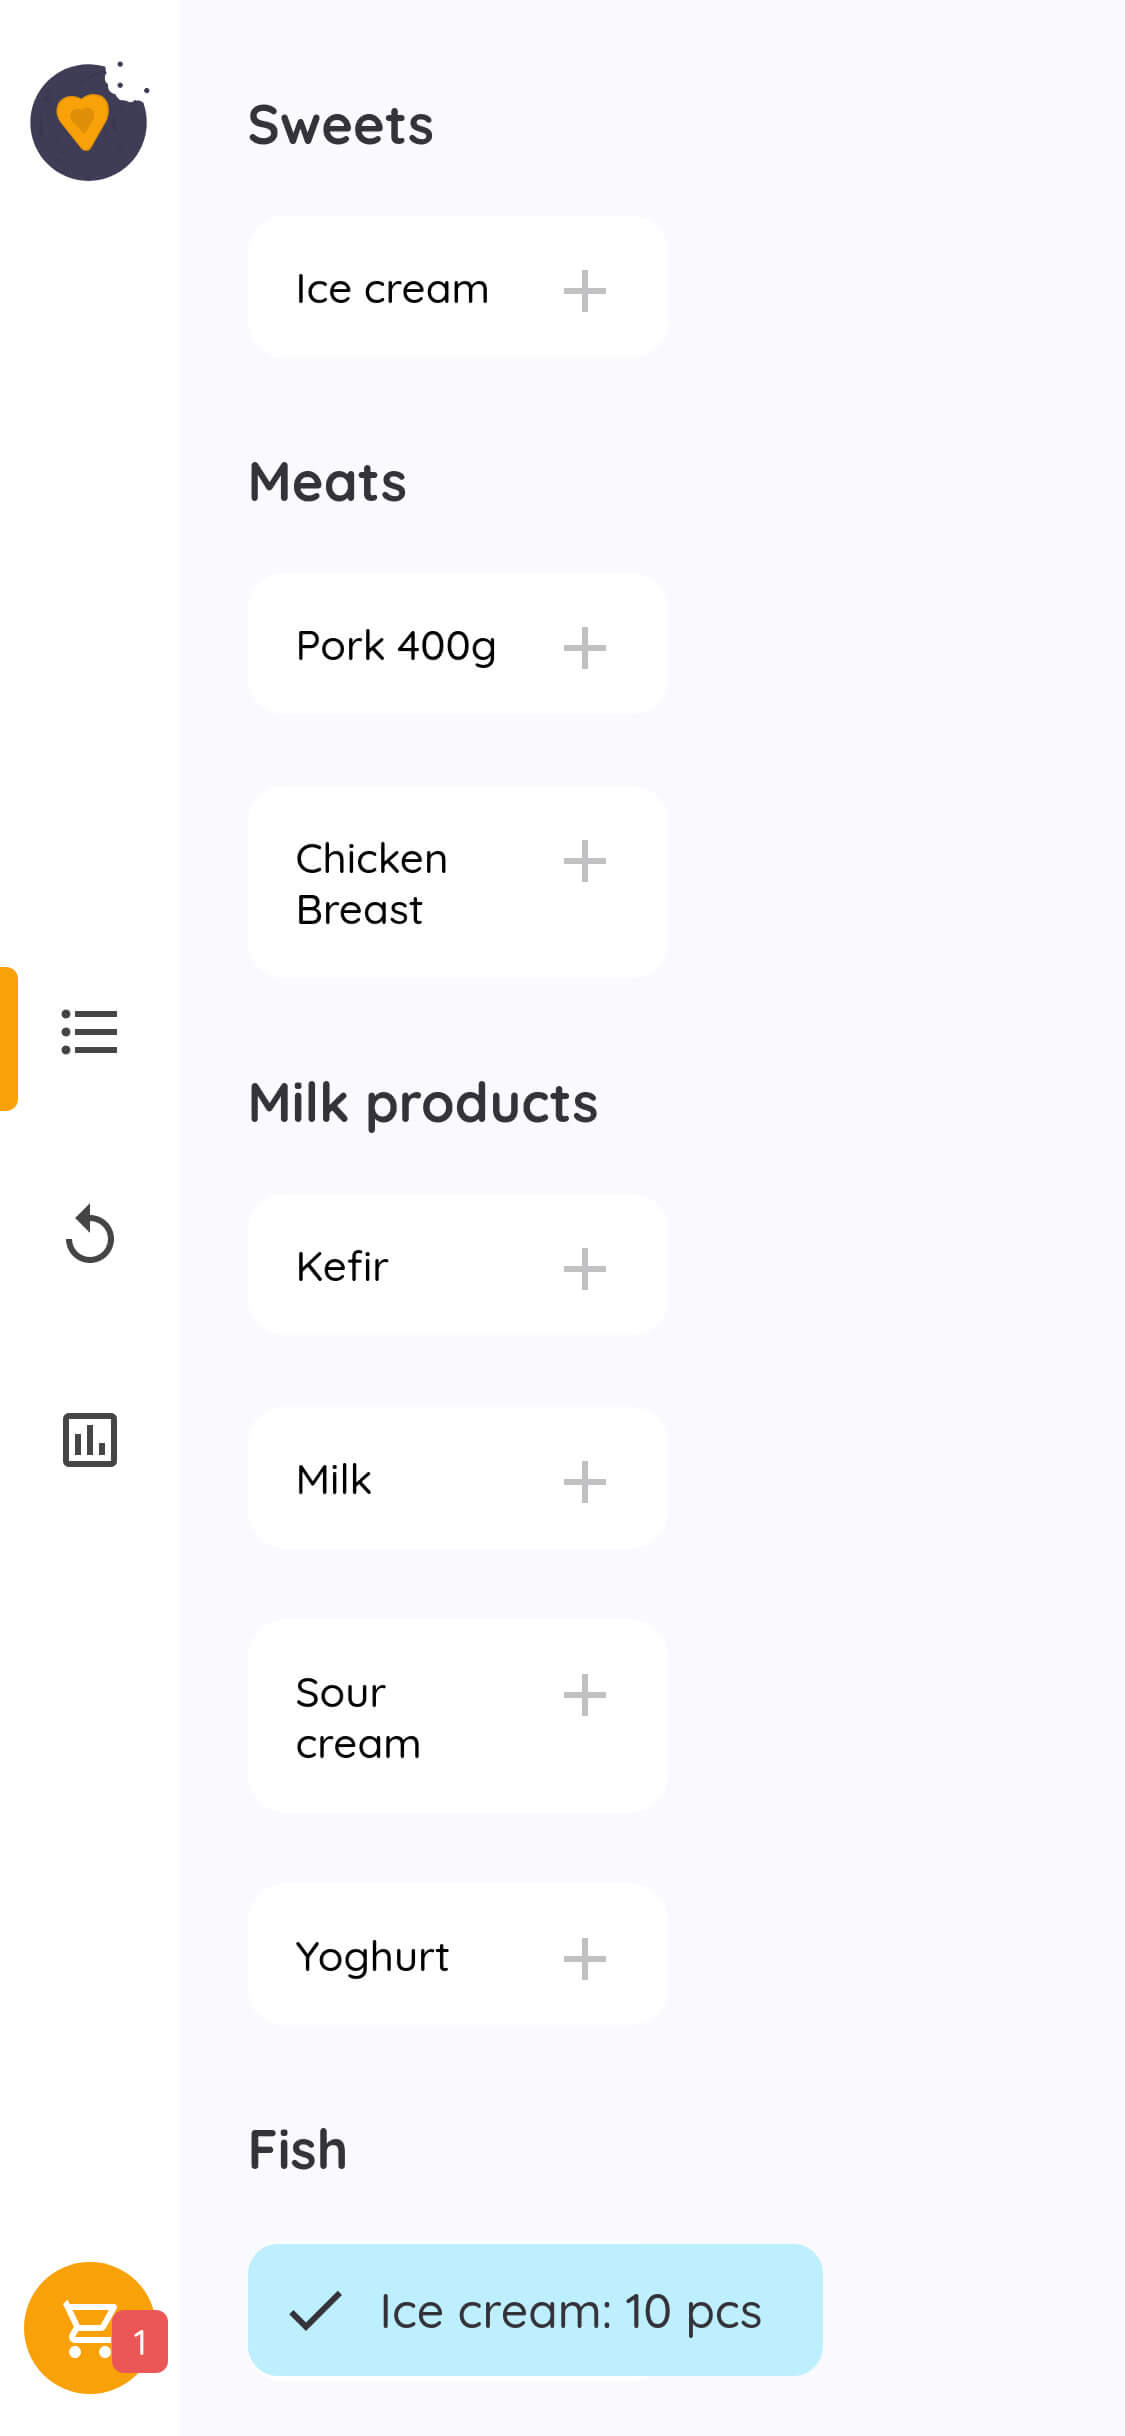 Sweets
Ice cream
Meats
Pork 400g
Chicken
Breast
Milk products
Kefir
Milk
Sour
cream
Yoghurt
Fish
Ice cream: 10 pcs
1